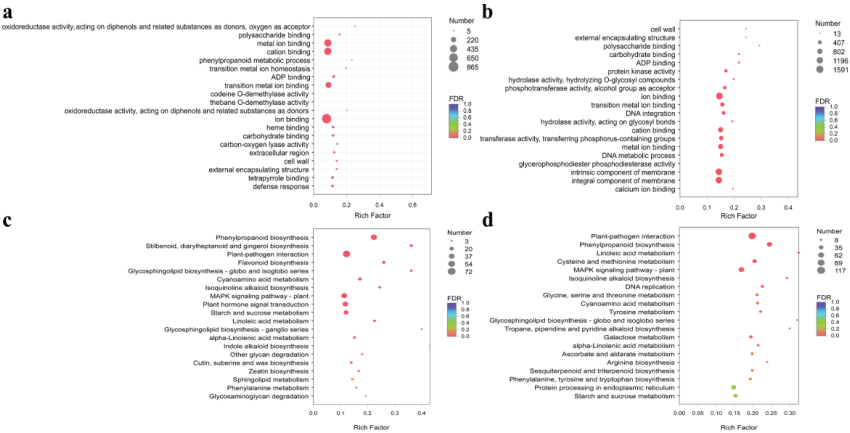 a
oxidoreductase activity,acting on diphenols and related substances as donors, oxygen as acceptor
polysaccharide binding
metal ion binding
cation binding
phenylpropanoid metabolic process
transition metal ion homeostasis
ADP binding
transition metal ion binding
codeine O-demethylase activity
thebane O-demethylase activity
oxidoreductase activity, acting on diphenols and related substances as donors
ion binding
heme binding
carbohydrate binding
carbon-oxygen lyase activity
extracellular region
cell wall
external encapsulating structure
tetrapyrrole binding
defense response
0.0 0.2 0.4 0.6
Rich Factor
Number
5
220
435
650
865
FDR
1.0
0.8
0.6
0.4
0.2
0.0
b
cell wall
external encapsulating structure
polysaccharide binding
carbohydrate binding
ADP binding
protein kinase activity
hydrolase activity, hydrolyzing O-glycosyl compounds
phosphotransferase activity, alcohol group as acceptor
ion binding
transition metal ion binding
DNA integration
hydrolase activity, acting on glycosyl bonds
cation binding
transferase activity, transferring phosphorus-containing groups
metal ion binding
DNA metabolic process
glycerophosphodiester phosphodiesterase activity
intrinsic component of membrane
integral component of membrane
calcium ion binding
0.0 0.1 0.2 0.3 0.4
Rich Factor
Number
13
407
802
1196
1591
FDR
1.0
0.8
0.6
0.4
0.2
0.0
c
Phenylpropanoid biosynthesis
Stilbenoid, diarylheptanoid and gingerol biosynthesis
Plant-pathogen interaction
Flavonoid biosynthesis
Glycosphingolipid biosynthesis - globo and isoglobo series
Cyanoamino acid metabolism
Isoquinoline alkaloid biosynthesis
MAPK signaling pathway - plant
Plant hormone signal transduction
Starch and sucrose metabolism
Linoleic acid metabolism
Glycosphingolipid biosynthesis - ganglio series
alpha-Linolenic acid metabolism
Indole alkaloid biosynthesis
Other glycan degradation
Cutin, suberine and wax biosynthesis
Zeatin biosynthesis
Sphingolipid metabolism
Phenylalanine metabolism
Glycosaminoglycan degradation
0.0 0.1 0.2 0.3 0.4
Rich Factor
Number
3
20
37
54
72
FDR
1.0
0.8
0.6
0.4
0.2
0.0
d
Plant-pathogen interaction
Phenylpropanoid biosynthesis
Linoleic acid metabolism
Cysteine and methionine metabolism
MAPK signaling pathway - plant
Isoquinoline alkaloid biosynthesis
DNA replication
Glycine, serine and threonine metabolism
Cyanoamino acid metabolism
Tyrosine metabolism
Glycosphingolipid biosynthesis - globo and isoglobo series
Tropane, piperidine and pyridine alkaloid biosynthesis
Galactose metabolism
alpha-Linolenic acid metabolism
Ascorbate and aldarate metabolism
Arginine biosynthesis
Sesquiterpenoid and triterpenoid biosynthesis
Phenylalanine, tyrosine and tryptophan biosynthesis
Protein processing in endoplasmic reticulum
Starch and sucrose metabolism
0.00 0.05 0.10 0.15 0.20 0.25 0.30
Rich Factor
Number
8
35
62
89
117
FDR
1.0
0.8
0.6
0.4
0.2
0.0